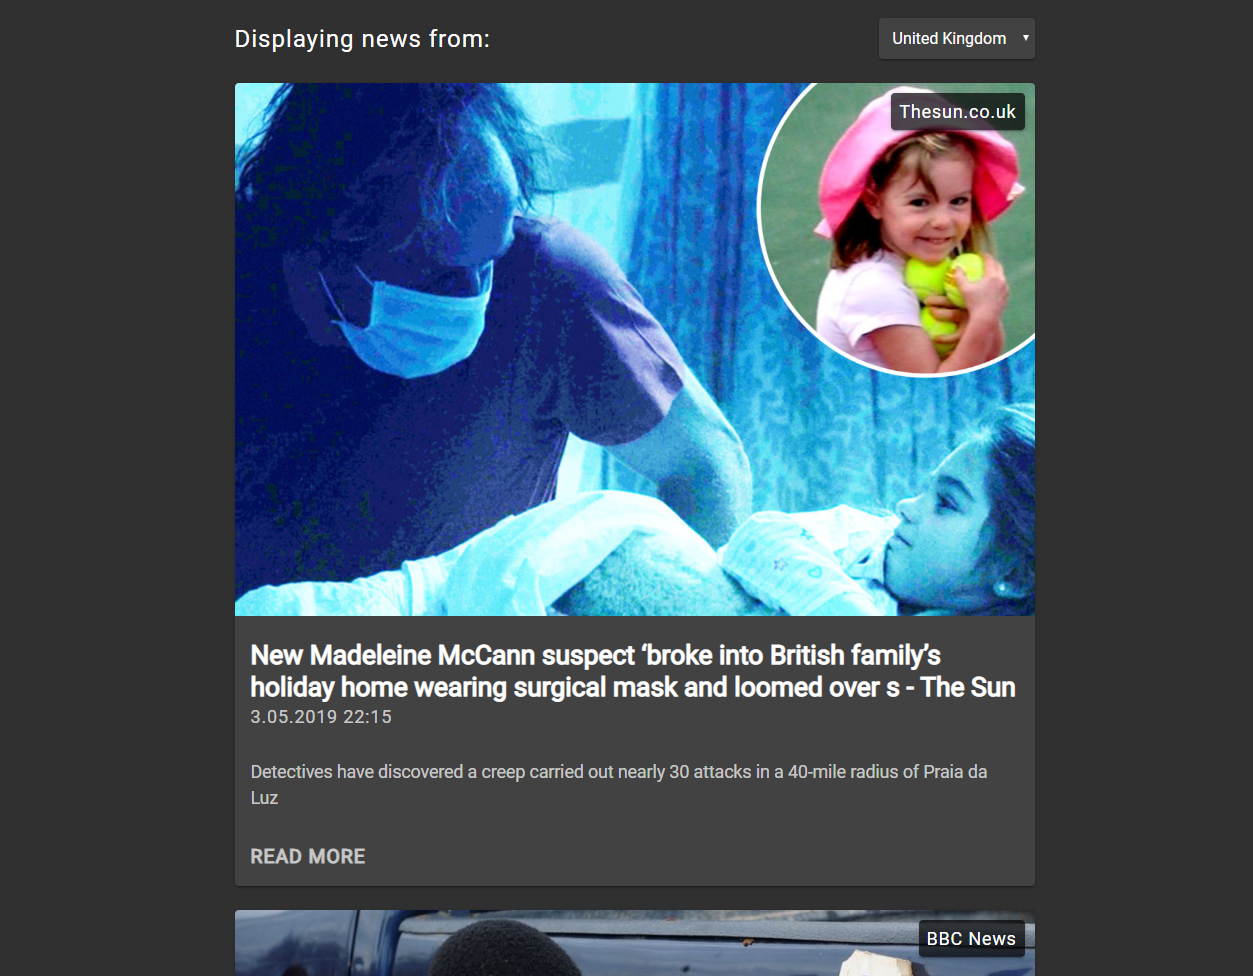 Displaying news from:
United Kingdom
Thesun.co.uk
New Madeleine McCann suspect ‘broke into British family’s
holiday home wearing surgical mask and loomed over s - The Sun
3.05.2019 22:15
Detectives have discovered a creep carried out nearly 30 attacks in a 40-mile radius of Praia da
Luz
READ MORE
BBC News